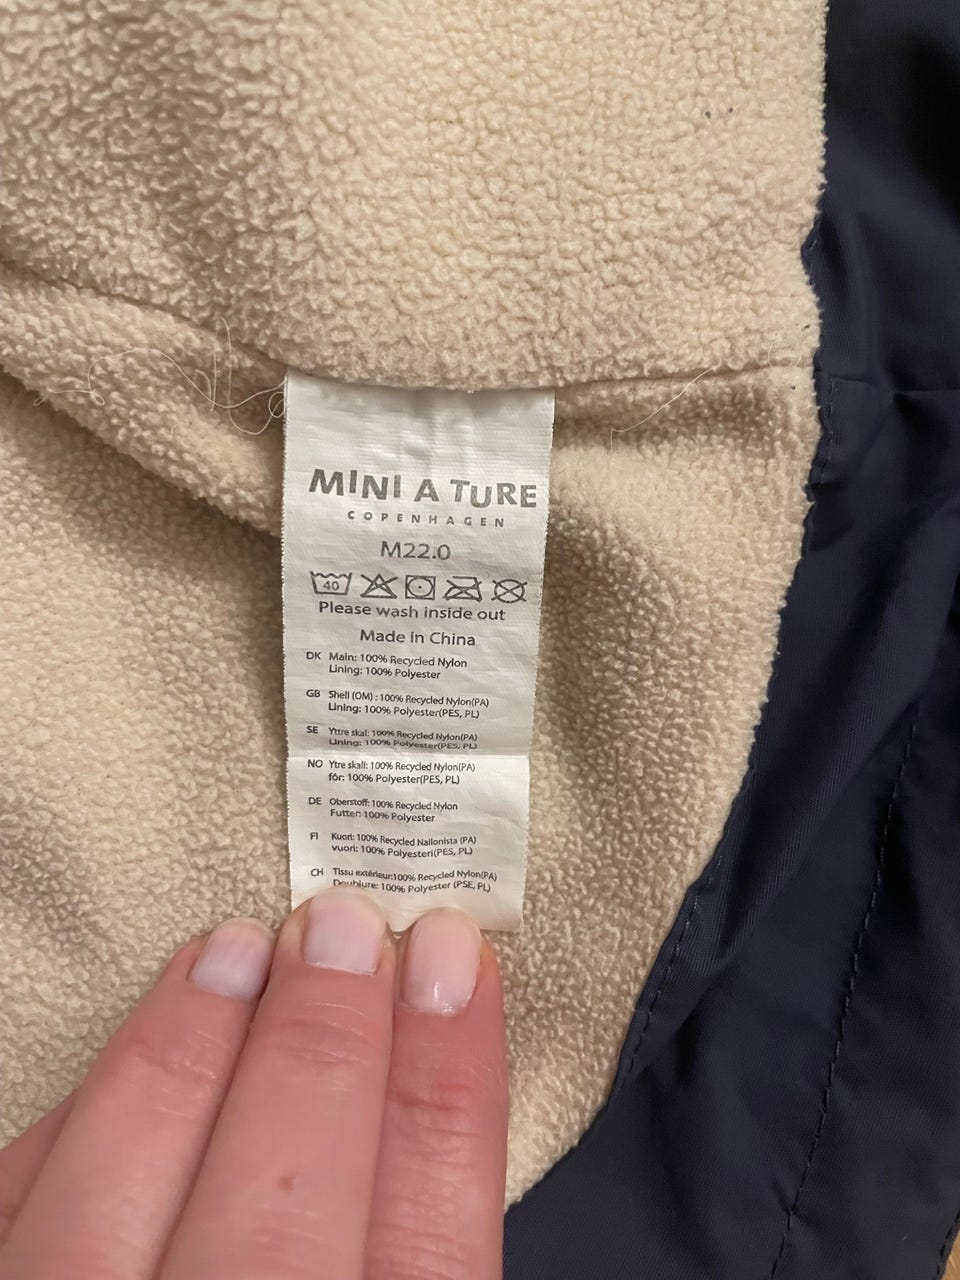 MINI A TURE
COPENHAGEN
M22.0
40
Please wash inside out
Made in China
DK Main: 100% Recycled Nylon
Lining: 100% Polyester
GB Shell (OM) : 100% Recycled Nylon(PA)
Lining: 100% Polyester(PES, PL)
SE Yttre skal: 100% Recycled Nylon(PA)
Lining: 100% Polyester(PES, PL)
NO Ytre skall: 100% Recycled Nylon(PA)
fôr: 100% Polyester(PES, PL)
DE Oberstoff: 100% Recycled Nylon
Futter: 100% Polyester
FI Kuori: 100% Recycled Nailonista (PA)
vuori: 100% Polyesteri(PES, PL)
CH Tissu extérieur:100% Recycled Nylon(PA)
Doublure: 100% Polyester (PSE, PL)